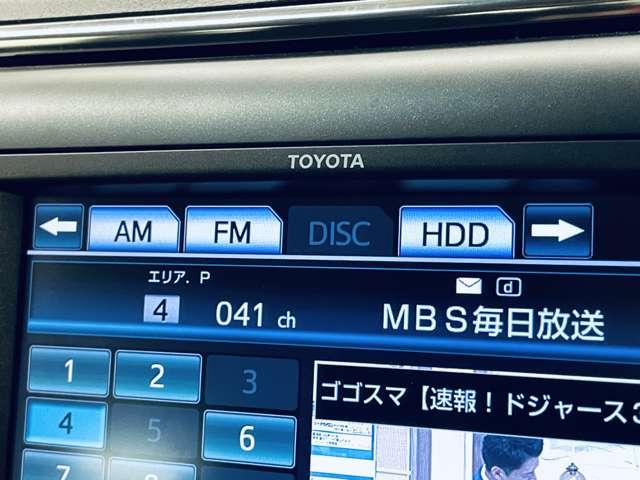 TOYOTA
AM FM DISC HDD
エリア. P
4 041 ch MBS毎日放送
d
1 2 3
4 5 6
ゴゴスマ【速報!ドジャース3